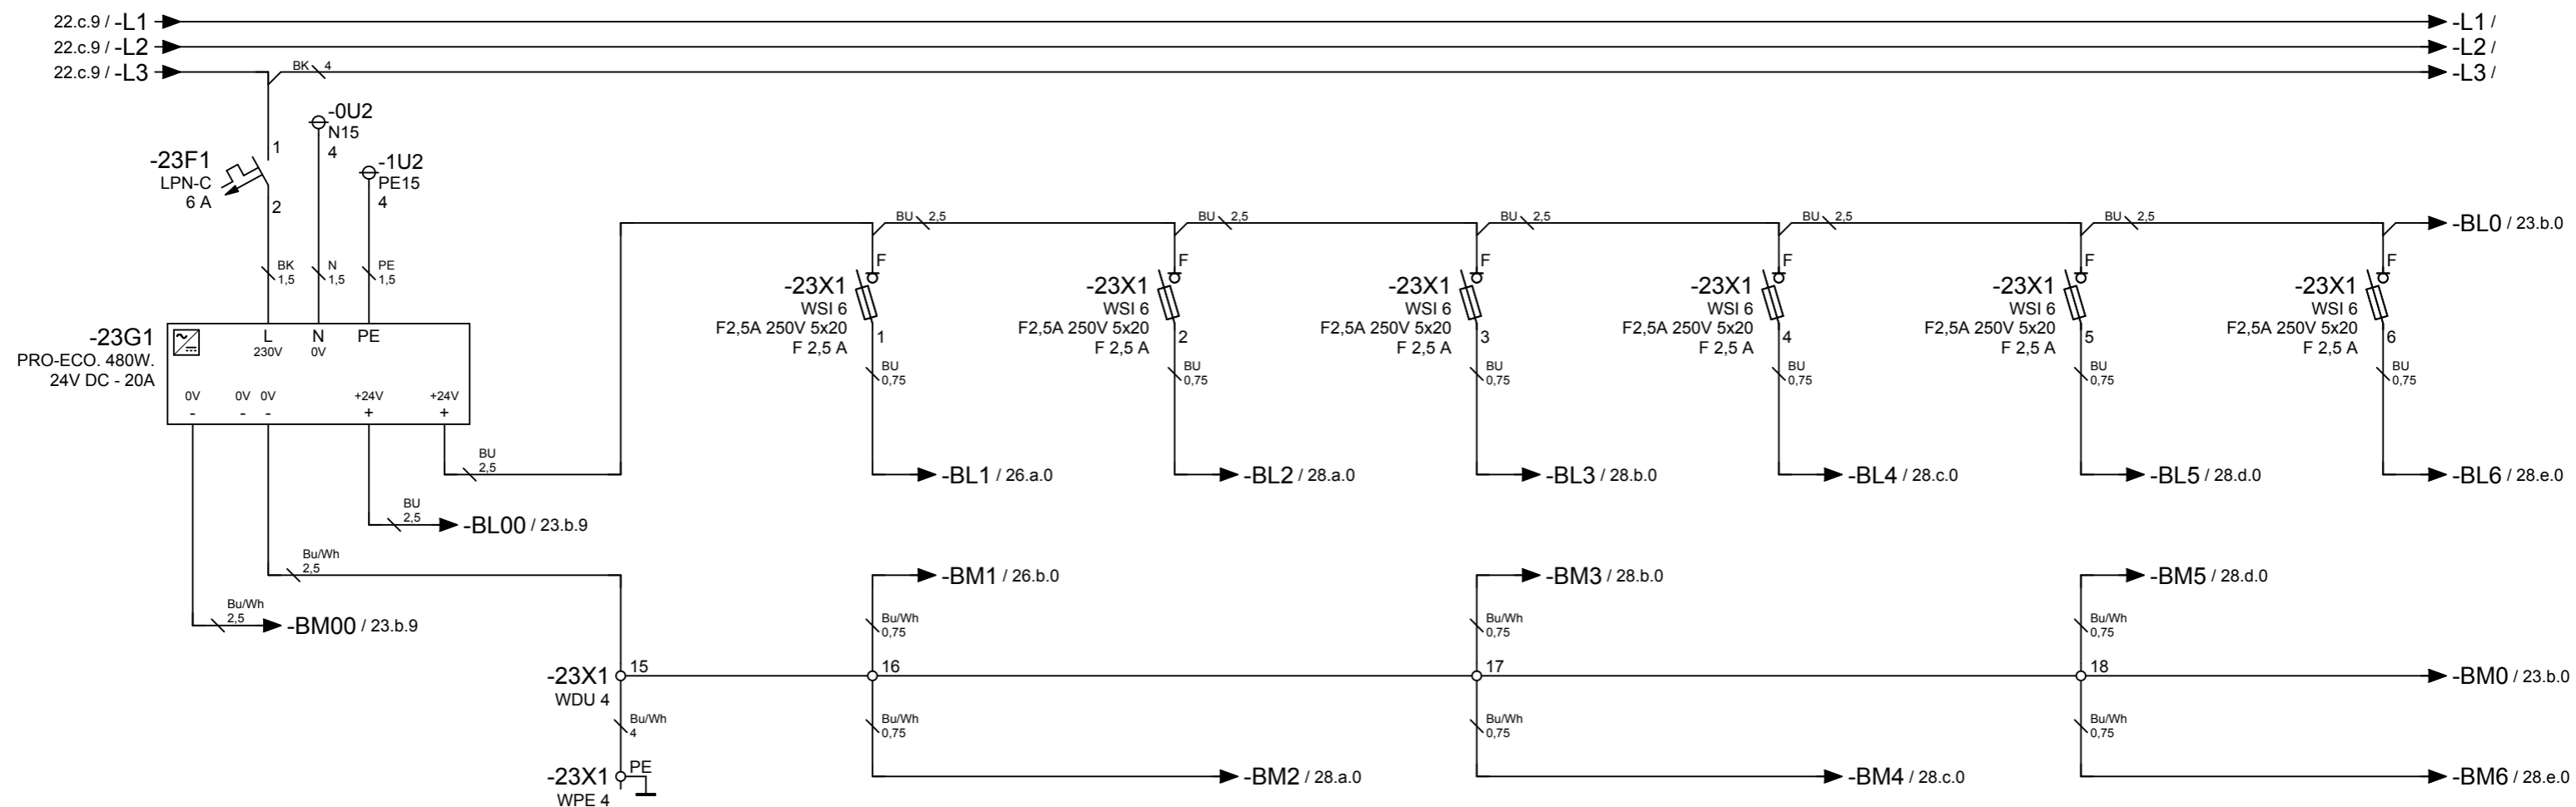 22.c.9 / -L1
-L1 /
22.c.9 / -L2
-L2 /
22.c.9 / -L3
BK 4
-L3 /
-0U2
N15
4
-23F1
LPN-C
6 A
1
2
-1U2
PE15
4
BK
1,5
N
1,5
PE
1,5
-23G1
PRO-ECO. 480W.
24V DC - 20A
L
230V
N
0V
PE
0V
-
0V
-
0V
-
+24V
+
+24V
+
BU 2,5
BU 2,5
BU 2,5
BU 2,5
BU 2,5
-BL0 / 23.b.0
F
-23X1
WSI 6
F2,5A 250V 5x20
F 2,5 A
1
BU
0,75
F
-23X1
WSI 6
F2,5A 250V 5x20
F 2,5 A
2
BU
0,75
F
-23X1
WSI 6
F2,5A 250V 5x20
F 2,5 A
3
BU
0,75
F
-23X1
WSI 6
F2,5A 250V 5x20
F 2,5 A
4
BU
0,75
F
-23X1
WSI 6
F2,5A 250V 5x20
F 2,5 A
5
BU
0,75
F
-23X1
WSI 6
F2,5A 250V 5x20
F 2,5 A
6
BU
0,75
BU
2,5
-BL1 / 26.a.0
-BL2 / 28.a.0
-BL3 / 28.b.0
-BL4 / 28.c.0
-BL5 / 28.d.0
-BL6 / 28.e.0
BU
2,5
-BL00 / 23.b.9
Bu/Wh
2,5
-BM1 / 26.b.0
-BM3 / 28.b.0
-BM5 / 28.d.0
Bu/Wh
2,5
-BM00 / 23.b.9
Bu/Wh
0,75
Bu/Wh
0,75
Bu/Wh
0,75
-23X1
WDU 4
15
16
17
18
-BM0 / 23.b.0
Bu/Wh
4
Bu/Wh
0,75
Bu/Wh
0,75
Bu/Wh
0,75
-23X1
WPE 4
PE
-BM2 / 28.a.0
-BM4 / 28.c.0
-BM6 / 28.e.0